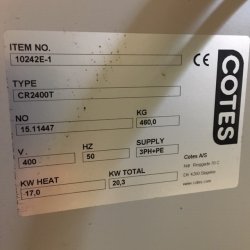 ITEM NO.
10242E-1
CE
TYPE
CR2400T
COTES
NO KG
15.11447 460,0
V HZ SUPPLY
400 50 3PH+PE
Cotes A/S
KW HEAT KW TOTAL
17,0 20,3
www.cotes.com